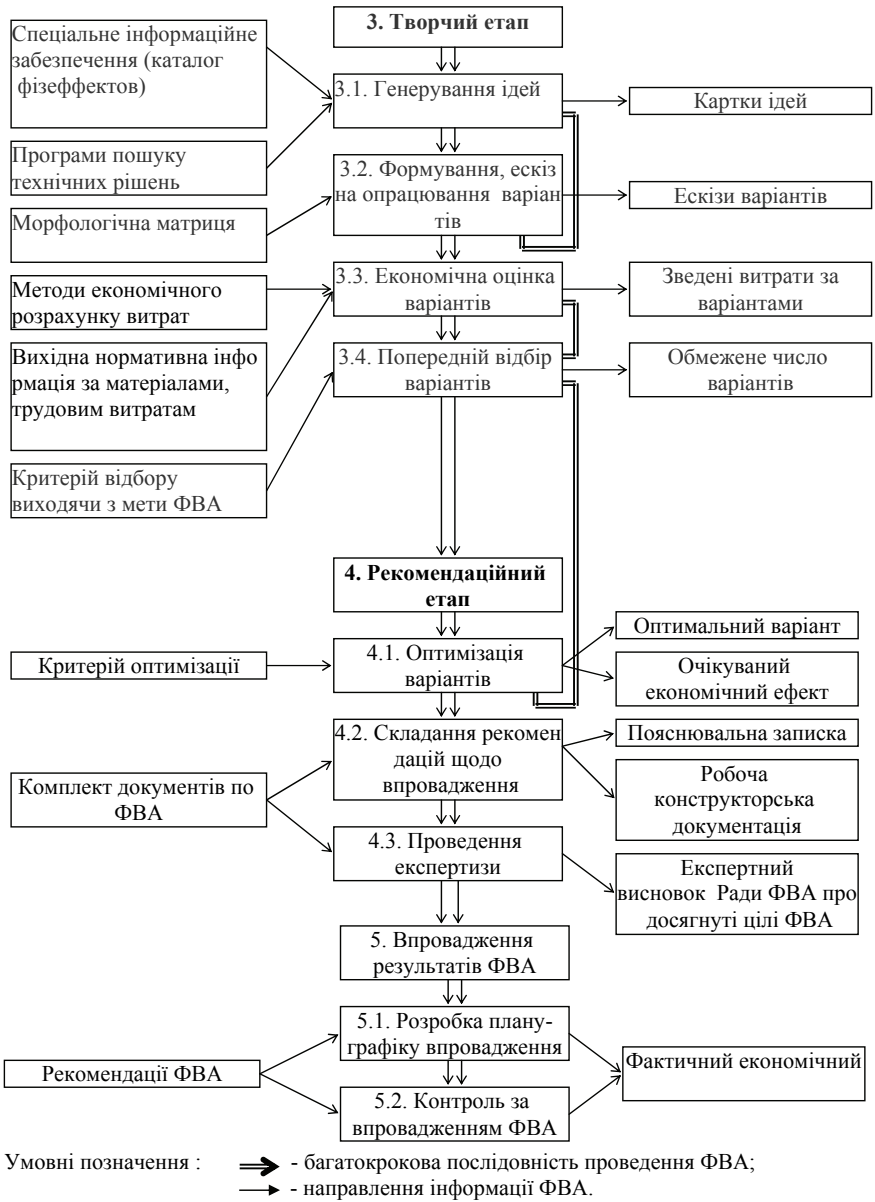 3. Творчий етап
Спеціальне інформаційне
забезпечення (каталог
фізеффектов)
3.1. Генерування ідей
Картки ідей
Програми пошуку
технічних рішень
3.2. Формування, ескіз
на опрацювання варіан
тів
Ескізи варіантів
Морфологічна матриця
3.3. Економічна оцінка
варіантів
Зведені витрати за
варіантами
Методи економічного
розрахунку витрат
Вихідна нормативна інфо
рмація за матеріалами,
трудовим витратам
3.4. Попередній відбір
варіантів
Обмежене число
варіантів
Критерій відбору
виходячи з мети ФВА
4. Рекомендаційний
етап
Оптимальний варіант
Критерій оптимізації
4.1. Оптимізація
варіантів
Очікуваний
економічний ефект
4.2. Складання рекомен
дацій щодо
впровадження
Пояснювальна записка
Комплект документів по
ФВА
Робоча
конструкторська
документація
4.3. Проведення
експертизи
Експертний
висновок Ради ФВА про
досягнуті цілі ФВА
5. Впровадження
результатів ФВА
5.1. Розробка плану-
графіку впровадження
Рекомендації ФВА
Фактичний економічний
5.2. Контроль за
впровадженням ФВА
Умовні позначення :
- багатокрокова послідовність проведення ФВА;
- направлення інформації ФВА.